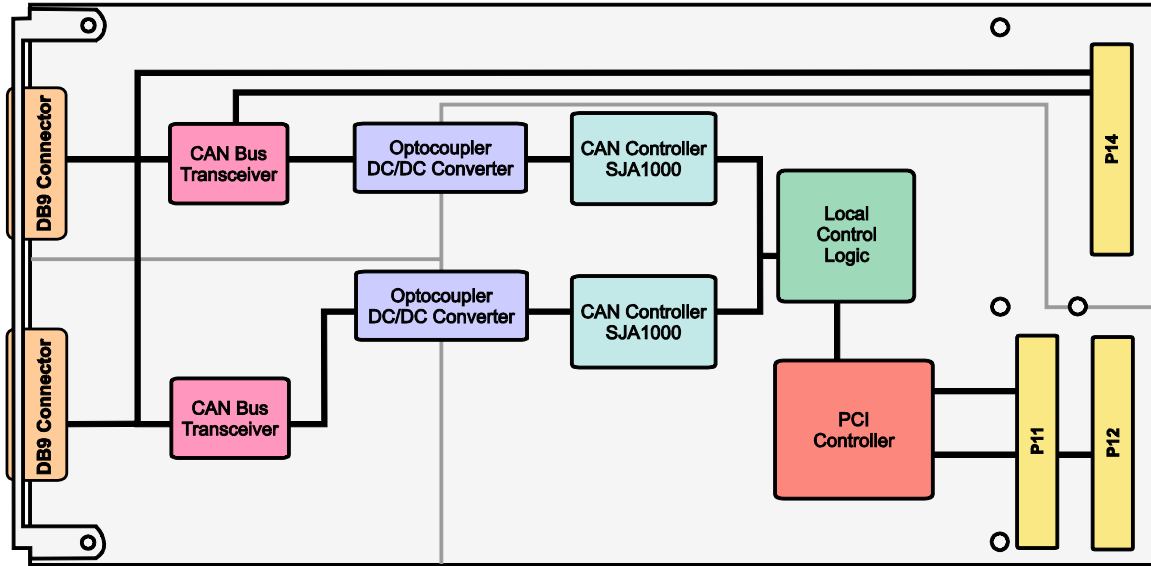 DB9 Connector
CAN Bus
Transceiver
Optocoupler
DC/DC Converter
CAN Controller
SJA1000
Local
Control
Logic
P14
DB9 Connector
CAN Bus
Transceiver
Optocoupler
DC/DC Converter
CAN Controller
SJA1000
PCI
Controller
P11
P12